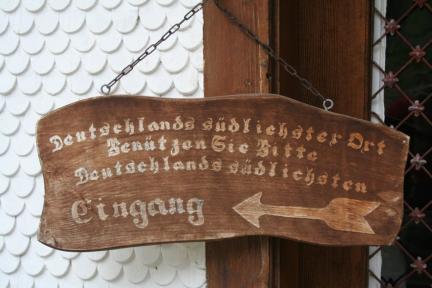 Deutschlands südlichster Ort
Benützen Sie Bitte
Deutschlands südlichsten
Eingang